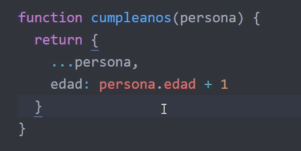 function cumpleanos(persona) {
  return {
    ...persona,
    edad: persona.edad + 1
  }
}